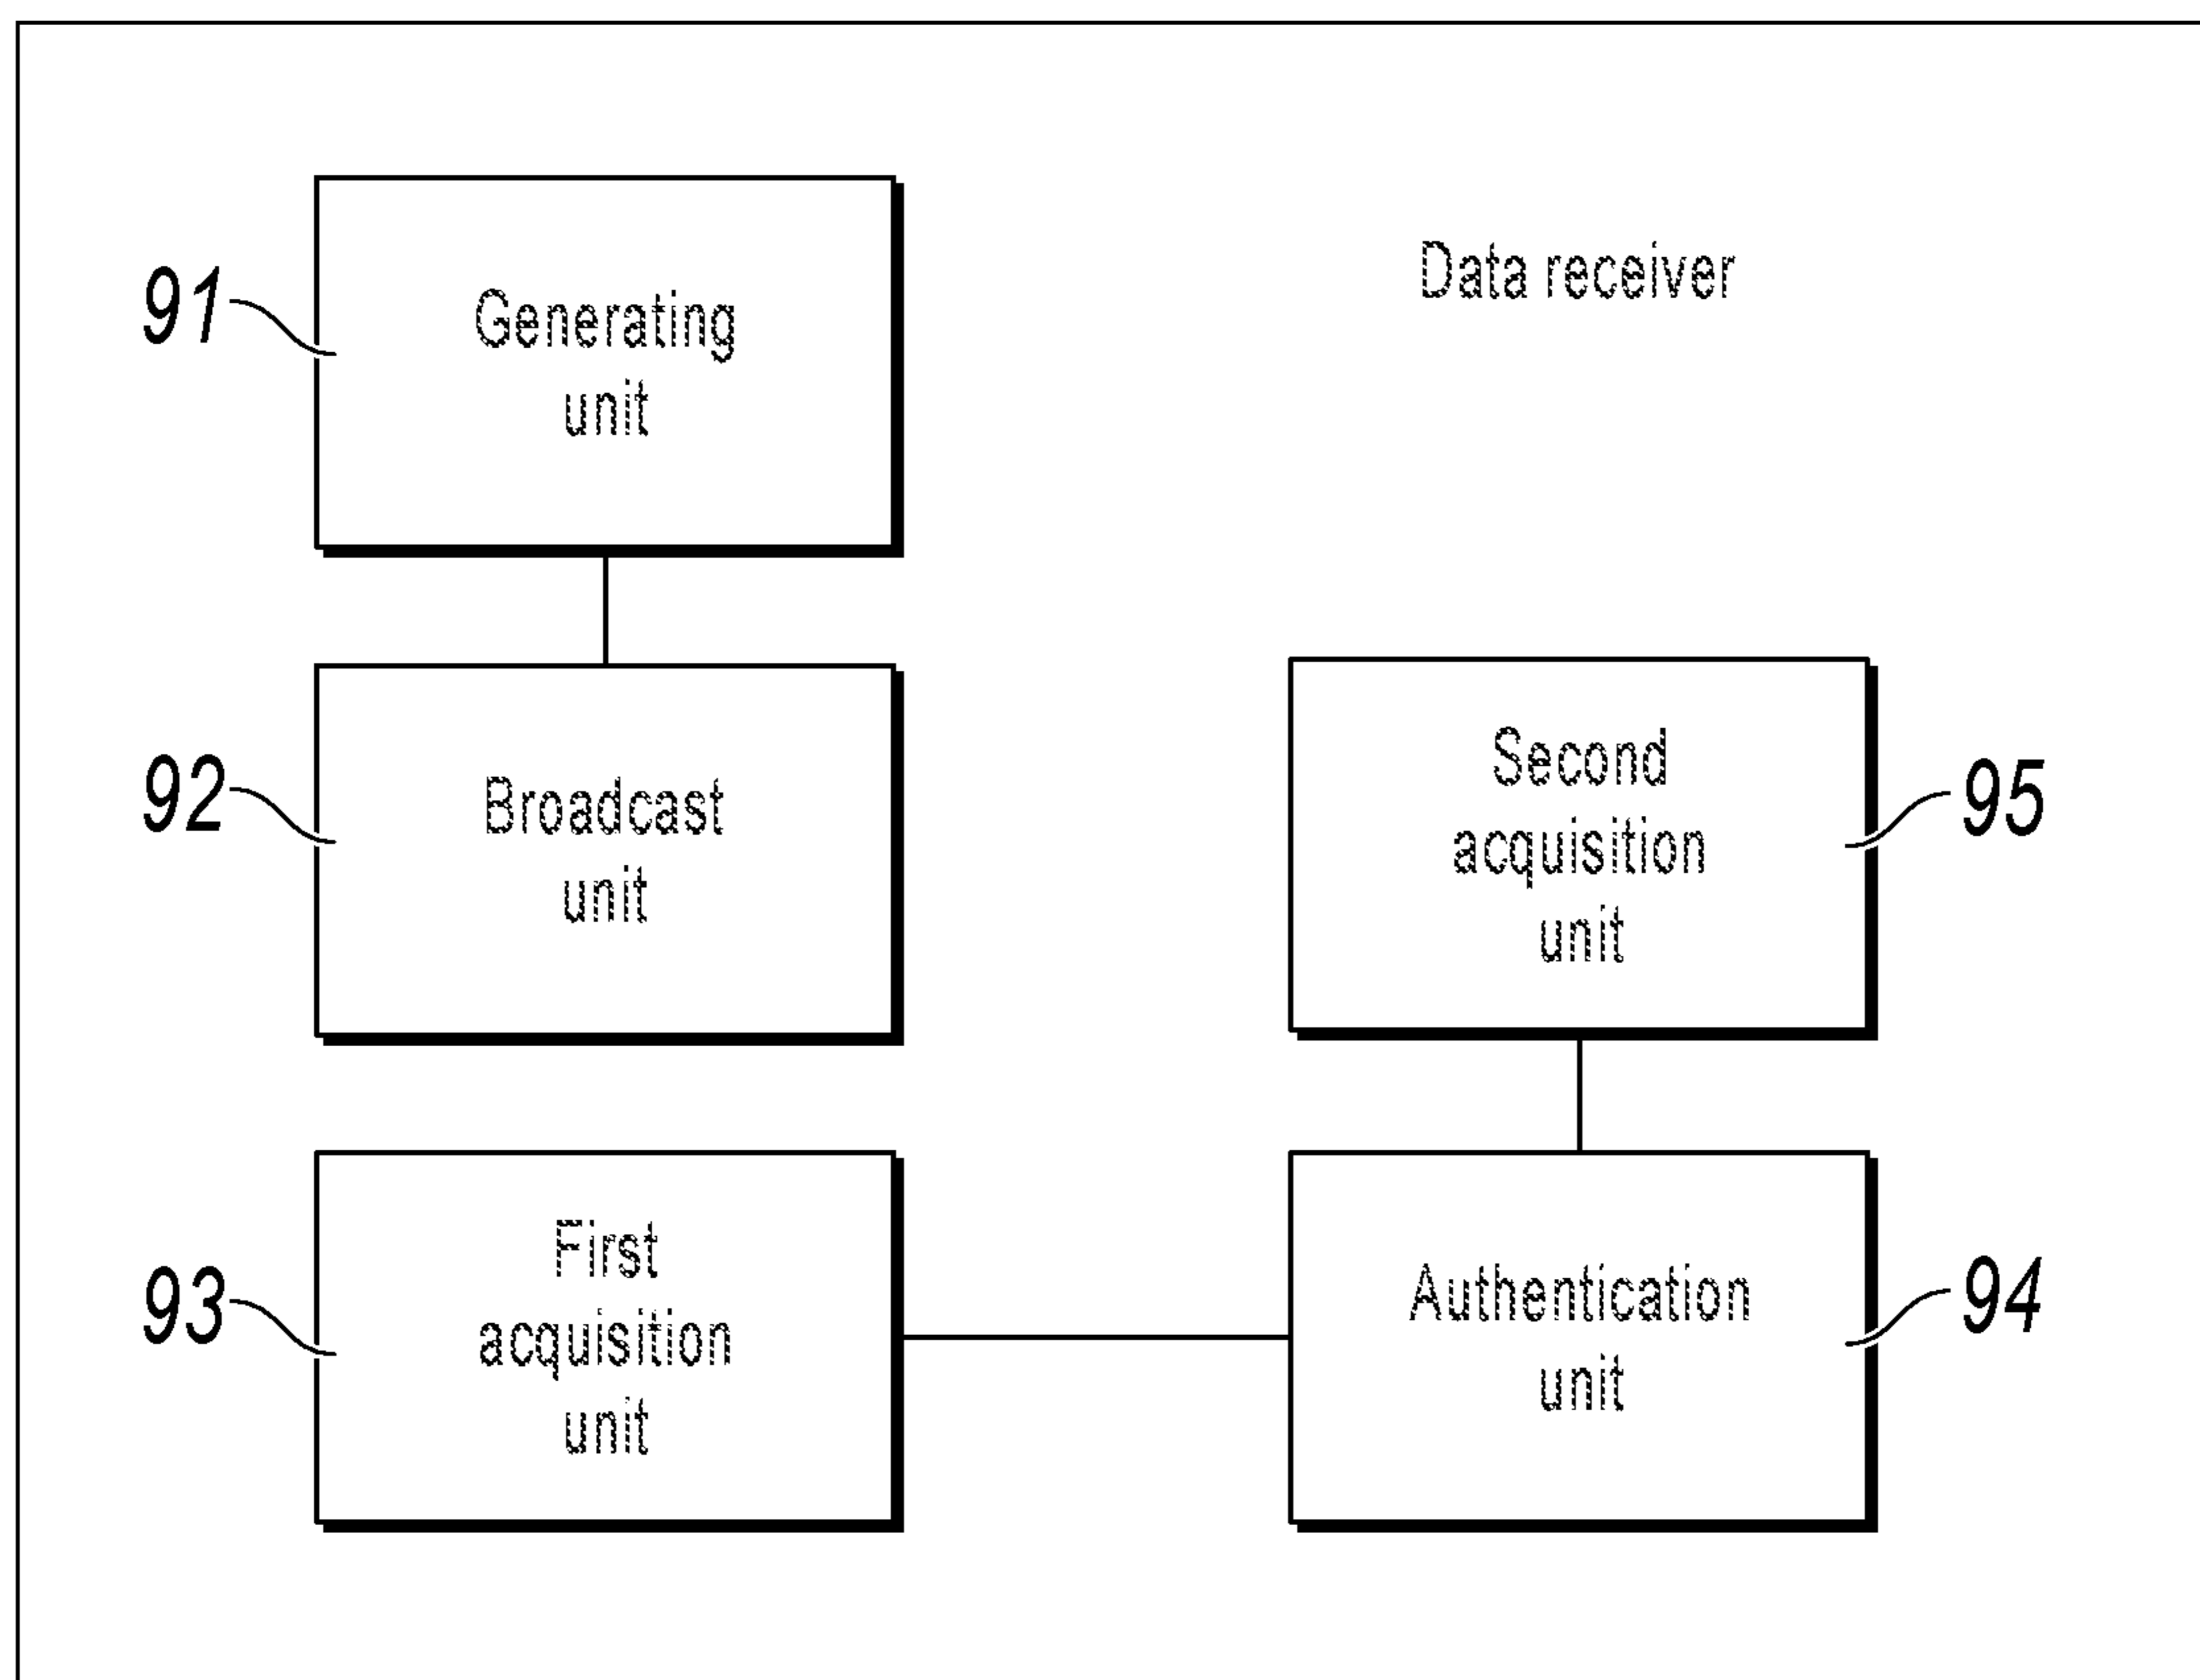 Data receiver
91
Generating
unit
92
Broadcast
unit
93
First
acquisition
unit
Second
acquisition
unit
95
Authentication
unit
94